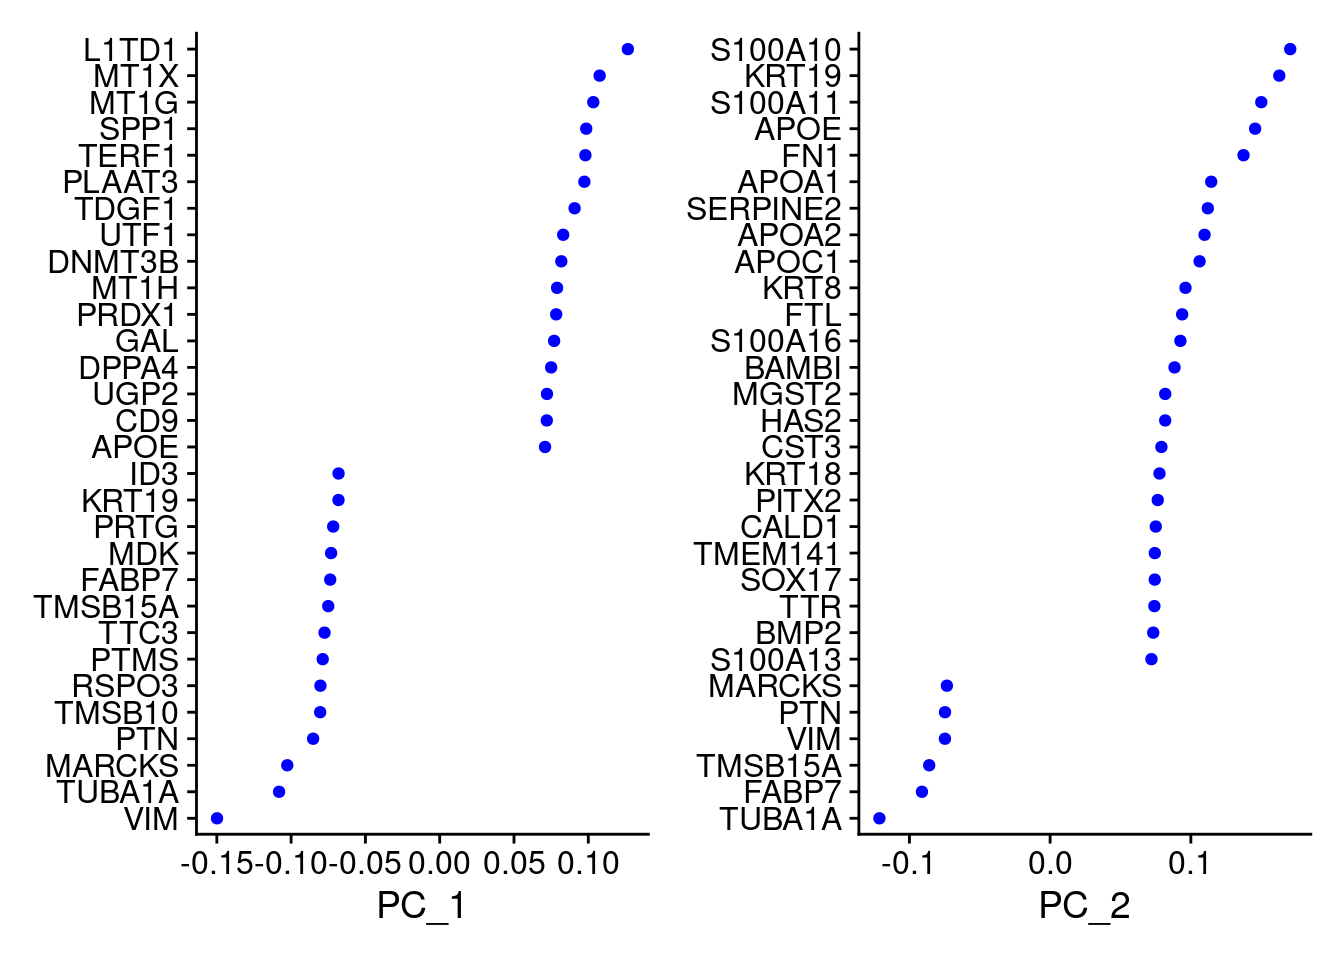 L1TD1
MT1X
MT1G
SPP1
TERF1
PLAAT3
TDGF1
UTF1
DNMT3B
MT1H
PRDX1
GAL
DPPA4
UGP2
CD9
APOE
ID3
KRT19
PRTG
MDK
FABP7
TMSB15A
TTC3
PTMS
RSPO3
TMSB10
PTN
MARCKS
TUBA1A
VIM
-0.15 -0.10 -0.05 0.00 0.05 0.10
PC_1
S100A10
KRT19
S100A11
APOE
FN1
APOA1
SERPINE2
APOA2
APOC1
KRT8
FTL
S100A16
BAMBI
MGST2
HAS2
CST3
KRT18
PITX2
CALD1
TMEM141
SOX17
TTR
BMP2
S100A13
MARCKS
PTN
VIM
TMSB15A
FABP7
TUBA1A
-0.1 0.0 0.1
PC_2